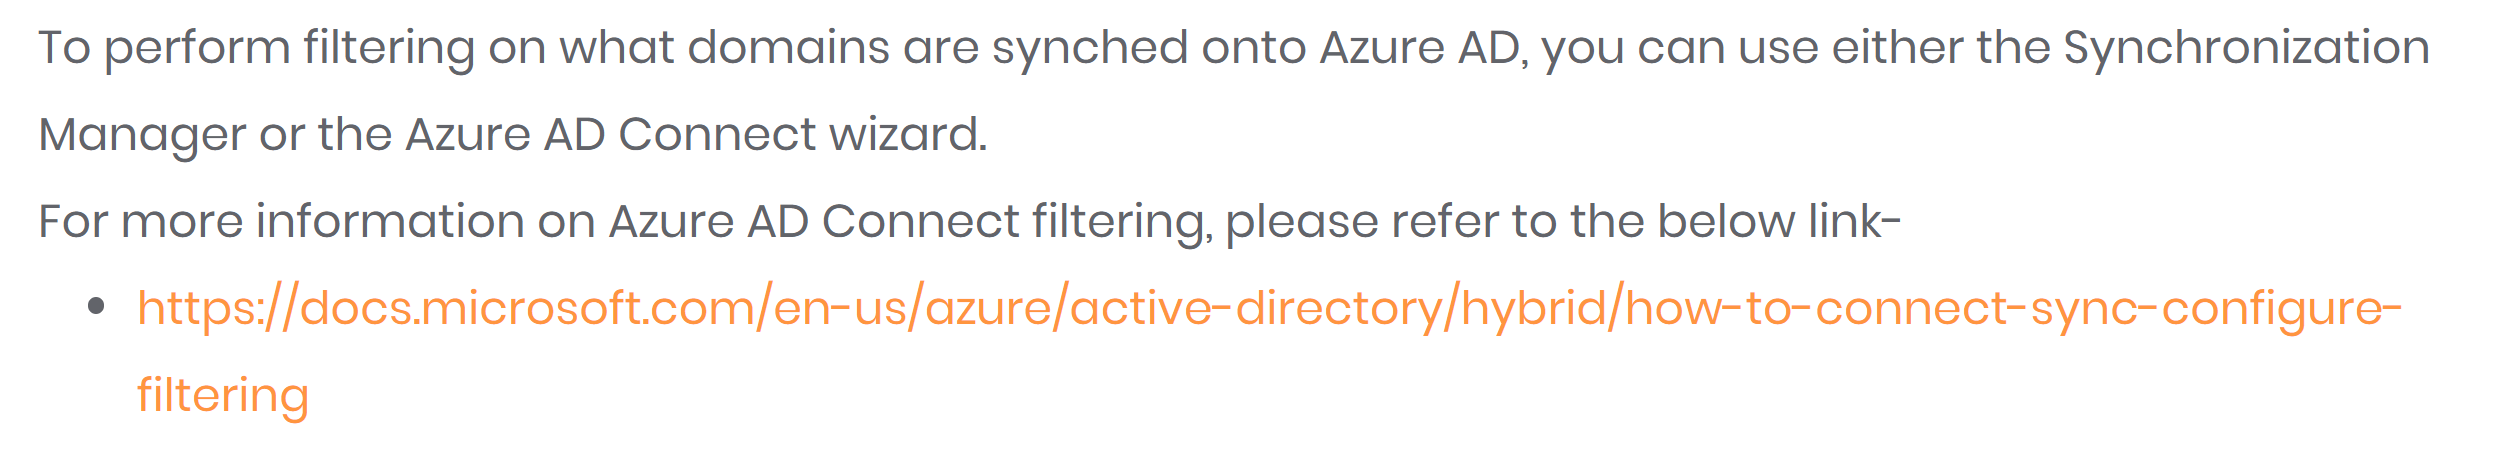 To perform filtering on what domains are synched onto Azure AD, you can use either the Synchronization
Manager or the Azure AD Connect wizard.
For more information on Azure AD Connect filtering, please refer to the below link-
• https://docs.microsoft.com/en-us/azure/active-directory/hybrid/how-to-connect-sync-configure-
filtering